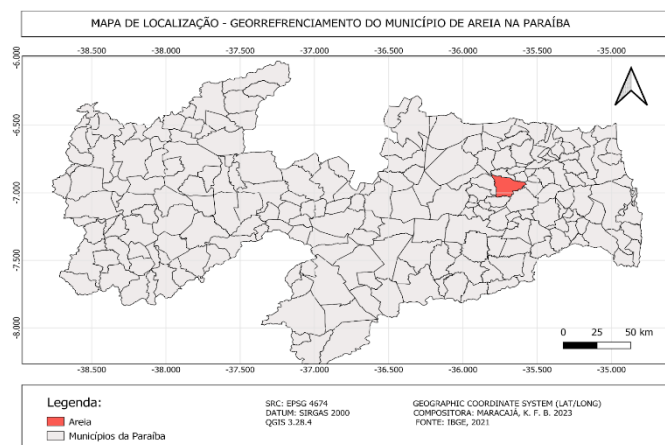 MAPA DE LOCALIZAÇÃO - GEORREFRENCIAMENTO DO MUNICÍPIO DE AREIA NA PARAÍBA
-38.500 -38.000 -37.500 -37.000 -36.500 -36.000 -35.500 -35.000
-6.000
-6.500
-7.000
-7.500
-8.000
0 25 50 km
-38.500 -38.000 -37.500 -37.000 -36.500 -36.000 -35.500 -35.000
Legenda:
Areia
Municípios da Paraíba
SRC: EPSG 4674
DATUM: SIRGAS 2000
QGIS 3.28.4
GEOGRAPHIC COORDINATE SYSTEM (LAT/LONG)
COMPOSITORA: MARACAJÁ, K. F. B. 2023
FONTE: IBGE, 2021